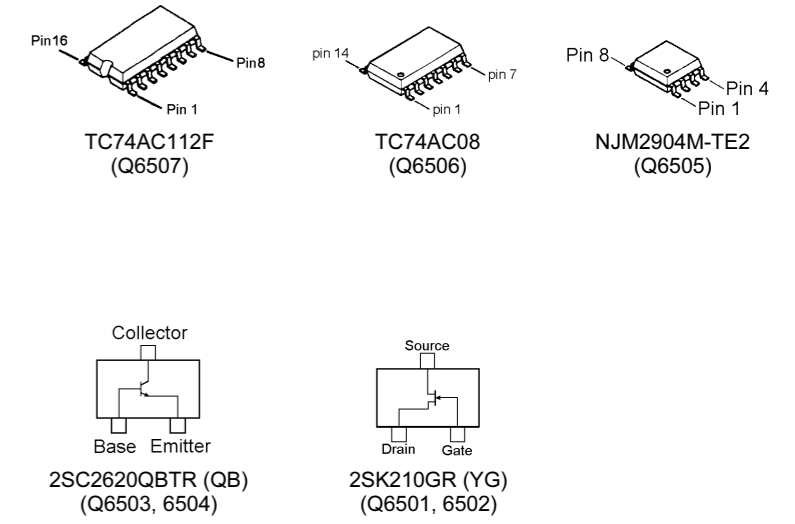 Pin16
Pin8
Pin 1
TC74AC112F
(Q6507)
pin 14
pin 7
pin 1
TC74AC08
(Q6506)
Pin 8
Pin 4
Pin 1
NJM2904M-TE2
(Q6505)
Collector
Base Emitter
2SC2620QBTR (QB)
(Q6503, 6504)
Source
Drain Gate
2SK210GR (YG)
(Q6501, 6502)